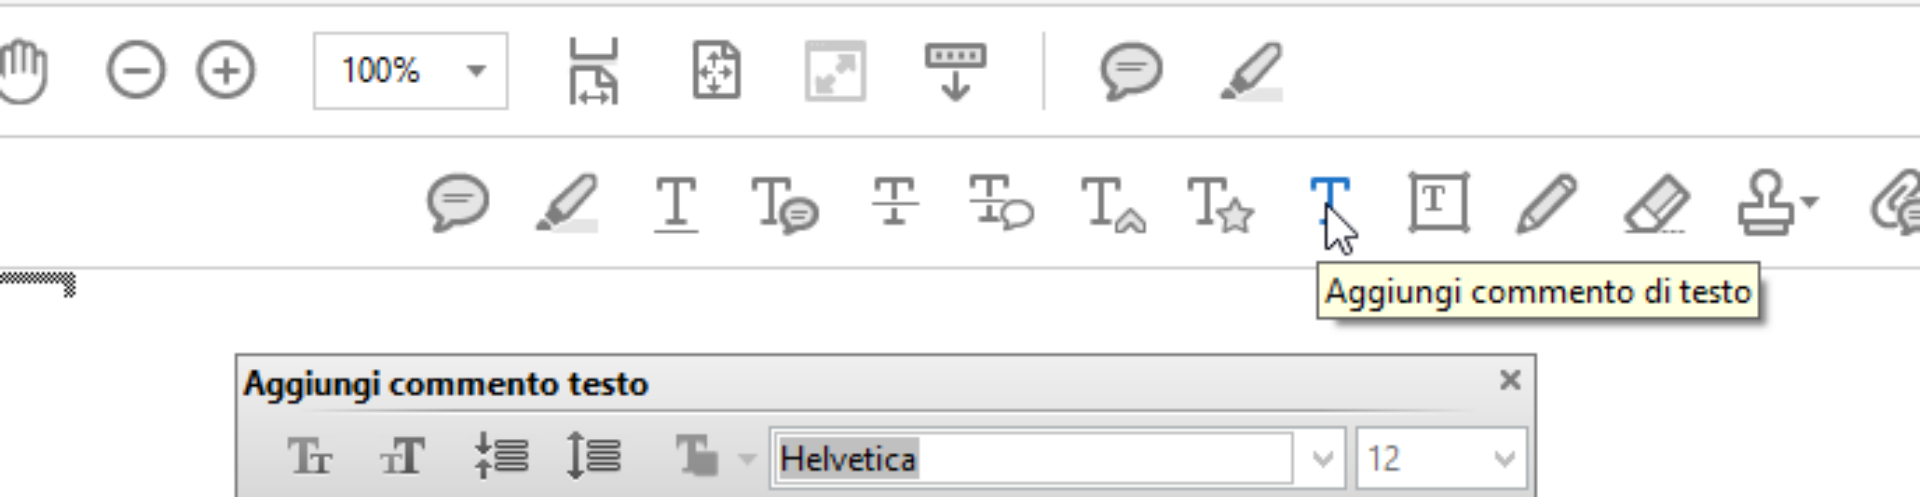 100%
Aggiungi commento di testo
Aggiungi commento testo
Helvetica 12